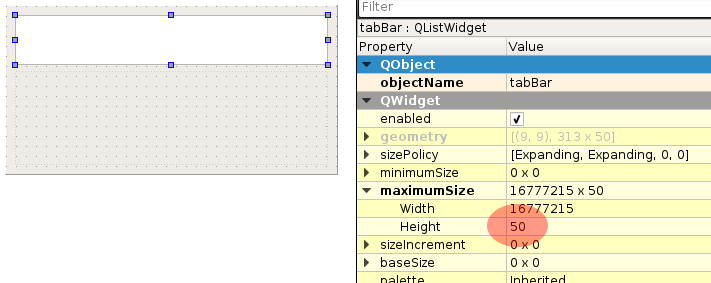 Filter
tabBar : QListWidget
Property Value
QObject
objectName tabBar
QWidget
enabled
geometry [(9, 9), 313 x 50]
sizePolicy [Expanding, Expanding, 0, 0]
minimumSize 0 x 0
maximumSize 16777215 x 50
Width 16777215
Height 50
sizeIncrement 0 x 0
baseSize 0 x 0
palette Inherited